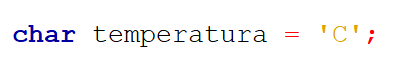 char temperatura = 'C';